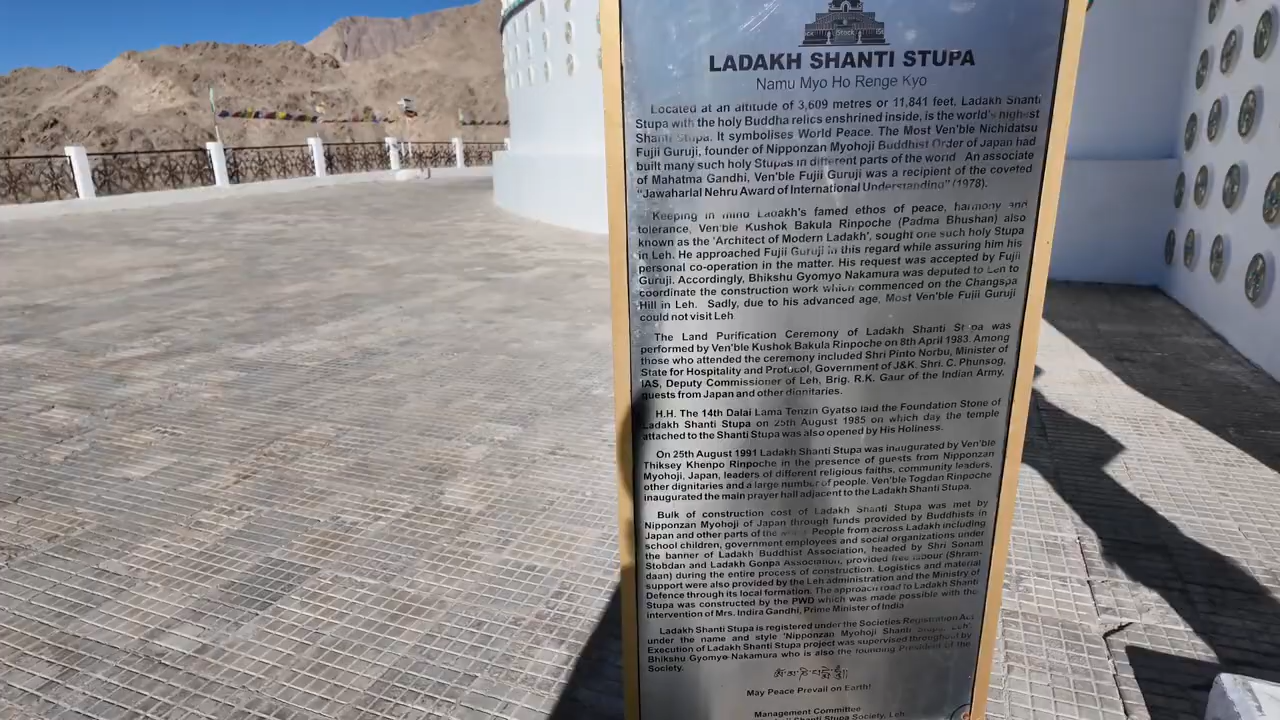 LADAKH SHANTI STUPA
Namu Myo Ho Renge Kyo
Located at an altitude of 3,609 metres or 11,841 feet, Ladakh Shanti
Stupa with the holy Buddha relics enshrined inside, is the world's highest
Shanti Stupa. It symbolises World Peace. The Most Ven'ble Nichidatsu
Fujii Guruji, founder of Nipponzan Myohoji Buddhist Order of Japan had
built many such holy Stupas in different parts of the world. An associate
of Mahatma Gandhi, Ven'ble Fujii Guruji was a recipient of the coveted
"Jawaharlal Nehru Award of International Understanding" (1978).
Keeping in mind Ladakh's famed ethos of peace, harmony and
tolerance, Ven'ble Kushok Bakula Rinpoche (Padma Bhushan) also
known as the 'Architect of Modern Ladakh', sought one such holy Stupa
in Leh. He approached Fujii Guruji in this regard while assuring him his
personal co-operation in the matter. His request was accepted by Fujii
Guruji. Accordingly, Bhikshu Gyomyo Nakamura was deputed to Leh to
coordinate the construction work which commenced on the Changspa
Hill in Leh. Sadly, due to his advanced age, Most Ven'ble Fujii Guruji
could not visit Leh
The Land Purification Ceremony of Ladakh Shanti Stupa was
performed by Ven'ble Kushok Bakula Rinpoche on 8th April 1983. Among
those who attended the ceremony included Shri Pinto Norbu, Minister of
State for Hospitality and Protocol, Government of J&K. Shri. C. Phunsog,
IAS, Deputy Commissioner of Leh, Brig. R.K. Gaur of the Indian Army,
guests from Japan and other dignitaries.
H.H. The 14th Dalai Lama Tenzin Gyatso laid the Foundation Stone of
Ladakh Shanti Stupa on 25th August 1985 on which day the temple
attached to the Shanti Stupa was also opened by His Holiness.
On 25th August 1991 Ladakh Shanti Stupa was inaugurated by Ven'ble
Thiksey Khenpo Rinpoche in the presence of guests from Nipponzan
Myohoji, Japan, leaders of different religious faiths, community leaders,
other dignitaries and a large number of people. Ven'ble Togdan Rinpoche
inaugurated the main prayer hall adjacent to the Ladakh Shanti Stupa.
Bulk of construction cost of Ladakh Shanti Stupa was met by
Nipponzan Myohoji of Japan through funds provided by Buddhists in
Japan and other parts of the People from across Ladakh including
school children, government employees and social organizations under
the banner of Ladakh Buddhist Association, headed by Shri Sonam
Stobdan and Ladakh Gonpa Association, provided free labour (Shram-
daan) during the entire process of construction. Logistics and material
support were also provided by the Leh administration and the Ministry of
Defence through its local formation. The approach road to Ladakh Shanti
Stupa was constructed by the PWD which was made possible with the
intervention of Mrs. Indira Gandhi, Prime Minister of India
Ladakh Shanti Stupa is registered under the Societies Registration Act
under the name and style 'Nipponzan Myohoji Shanti Stupa, Leh'.
Execution of Ladakh Shanti Stupa project was supervised throughout by
Bhikshu Gyomyo Nakamura who is also the founding President of the
Society.
May Peace Prevail on Earth!
Management Committee
Shanti Stupa Society, Leh